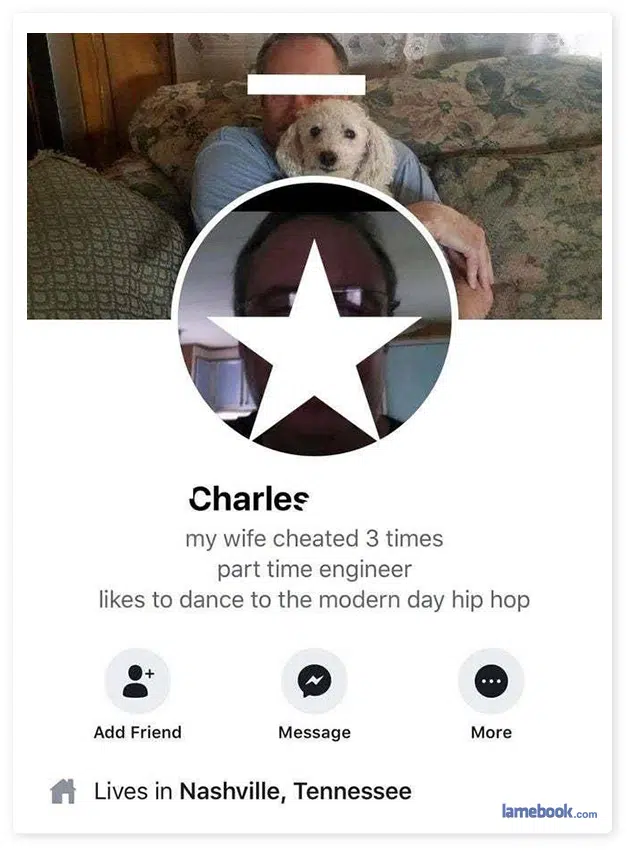 Charles
my wife cheated 3 times
part time engineer
likes to dance to the modern day hip hop
Add Friend
Message
More
Lives in Nashville, Tennessee
lamebook.com